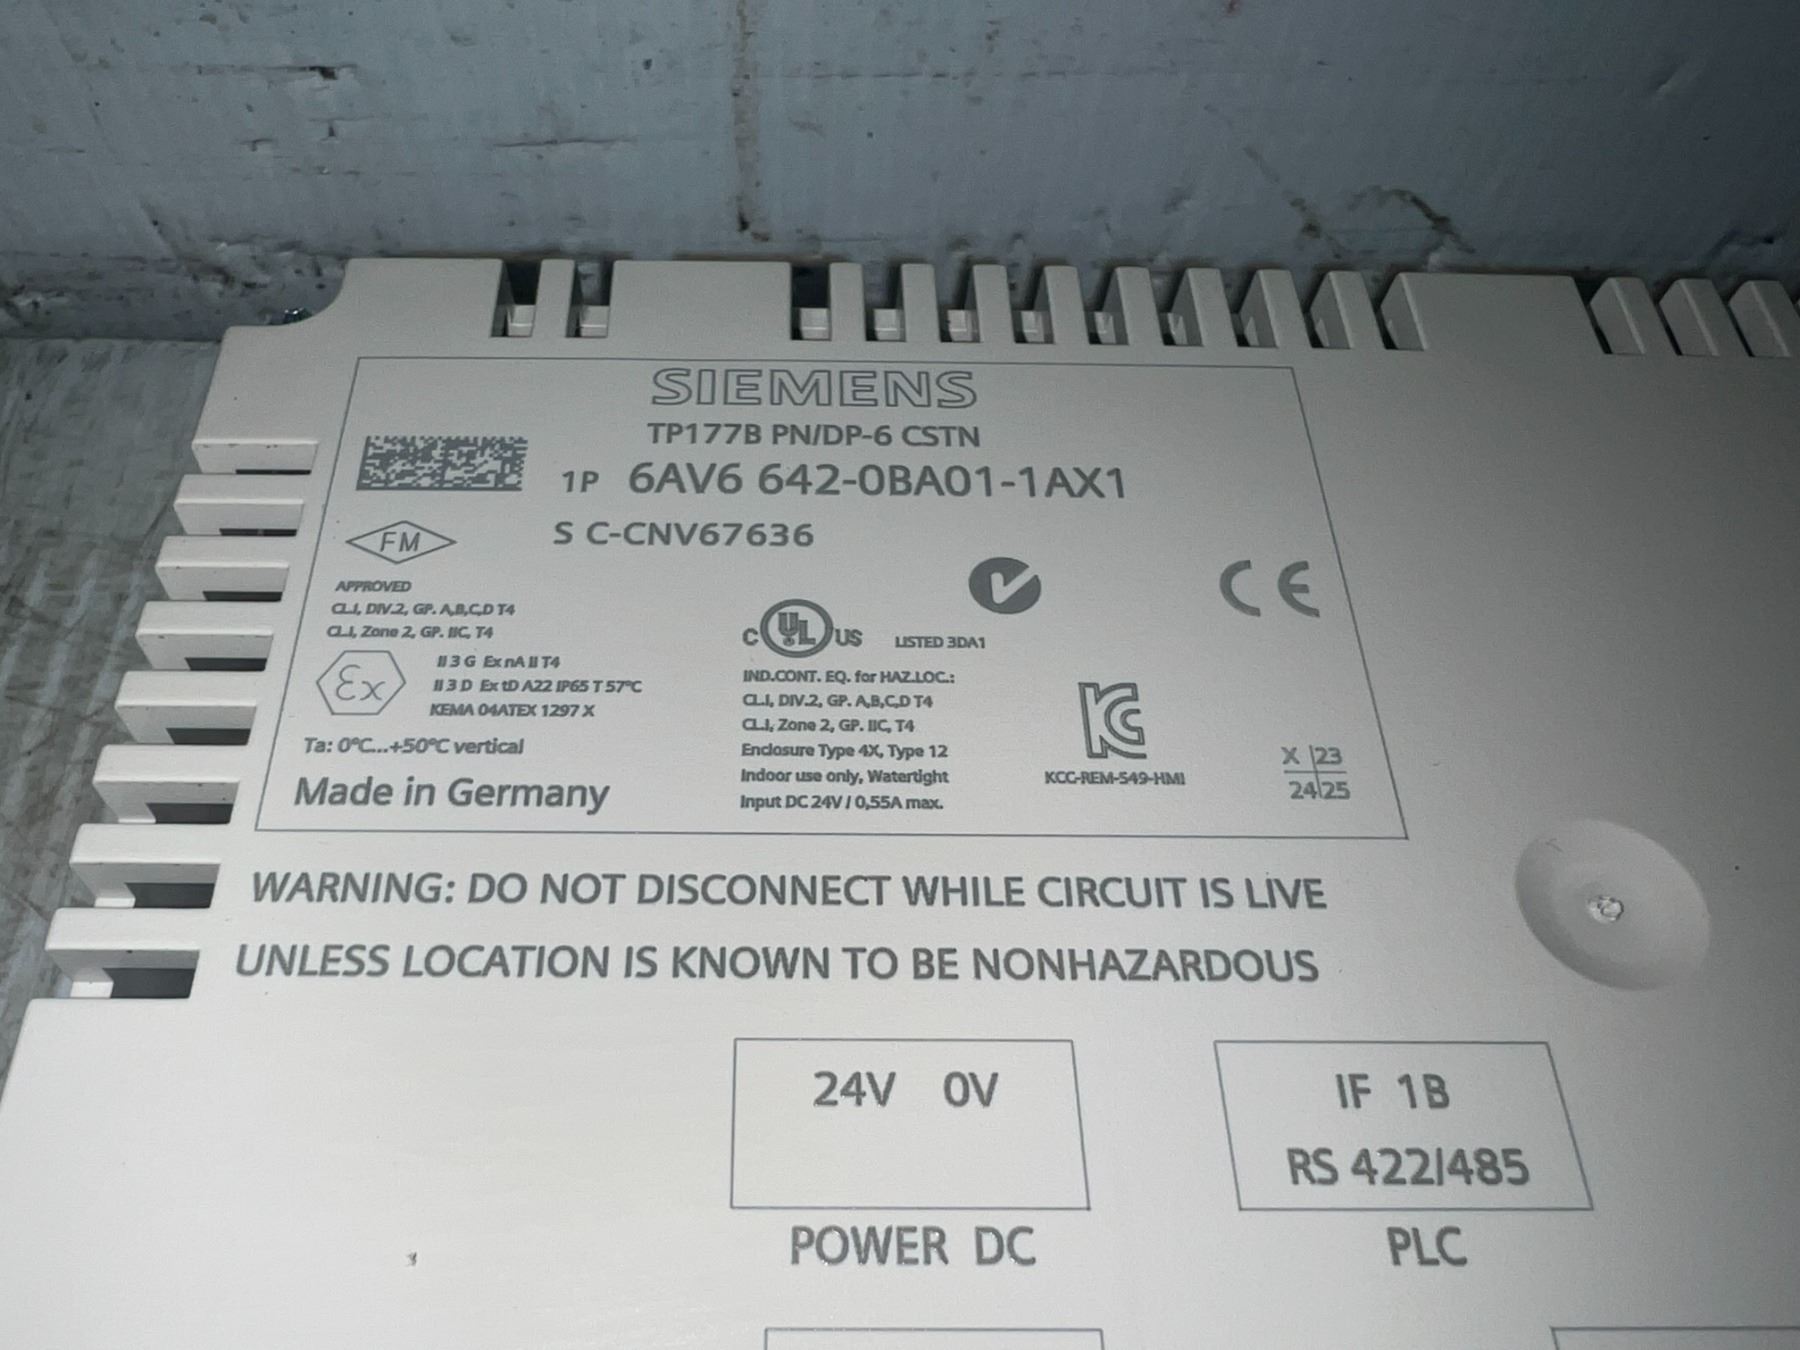 SIEMENS
TP177B PN/DP-6 CSTN
1P 6AV6 642-0BA01-1AX1
S C-CNV67636
FM
APPROVED
CL.I, DIV.2, GP. A,B,C,D T4
CL.I, Zone 2, GP. IIC, T4
Ex
II 3 G Ex nA II T4
II 3 D Ex tD A22 IP65 T 57°C
KEMA 04ATEX 1297 X
Ta: 0°C...+50°C vertical
Made in Germany
C UL US LISTED 3DA1
IND.CONT. EQ. for HAZ.LOC.:
CL.I, DIV.2, GP. A,B,C,D T4
CL.I, Zone 2, GP. IIC, T4
Enclosure Type 4X, Type 12
Indoor use only, Watertight
Input DC 24V / 0,55A max.
CE
KC
KCC-REM-S49-HMI
X 23
24 25
WARNING: DO NOT DISCONNECT WHILE CIRCUIT IS LIVE
UNLESS LOCATION IS KNOWN TO BE NONHAZARDOUS
24V 0V
POWER DC
IF 1B
RS 422/485
PLC